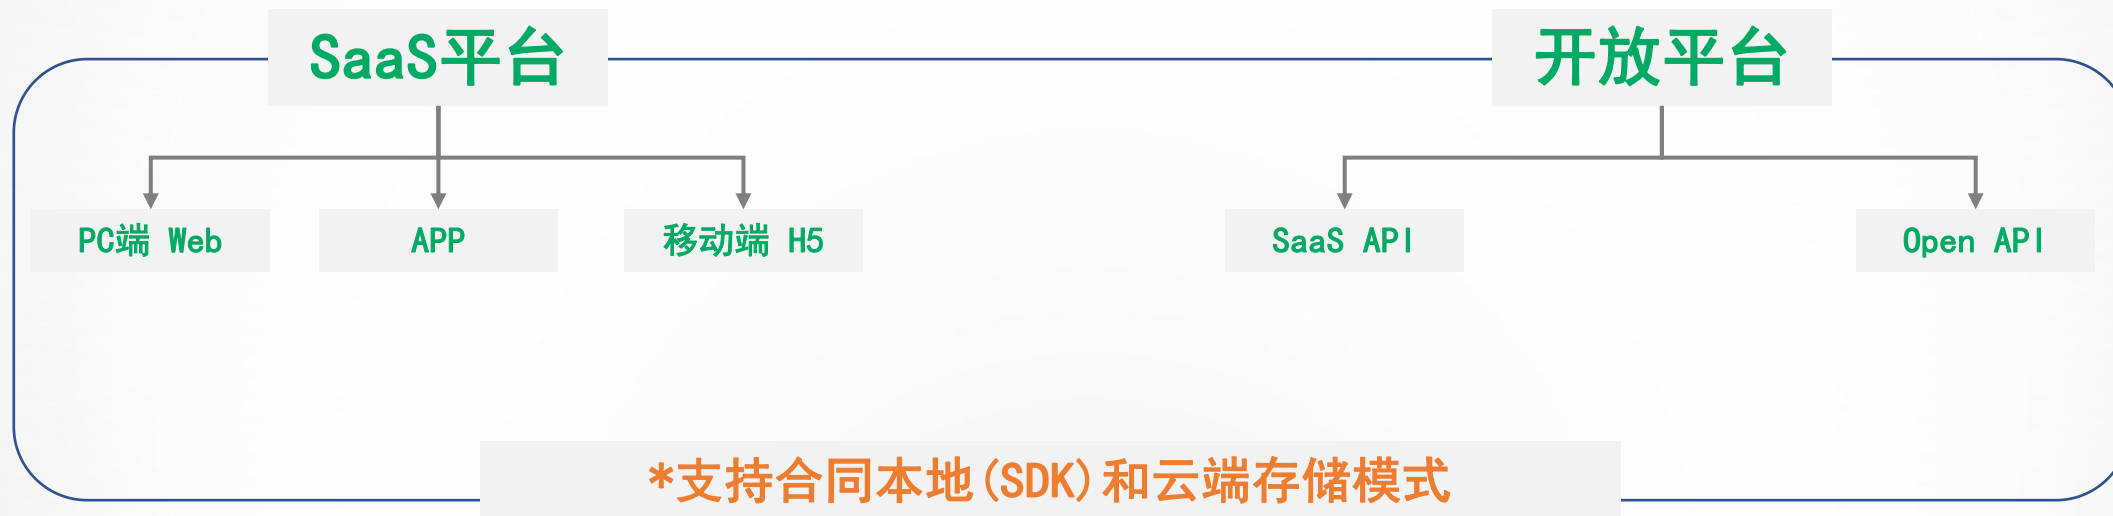 SaaS平台
开放平台
PC端 Web
APP
移动端 H5
SaaS API
Open API
*支持合同本地(SDK)和云端存储模式